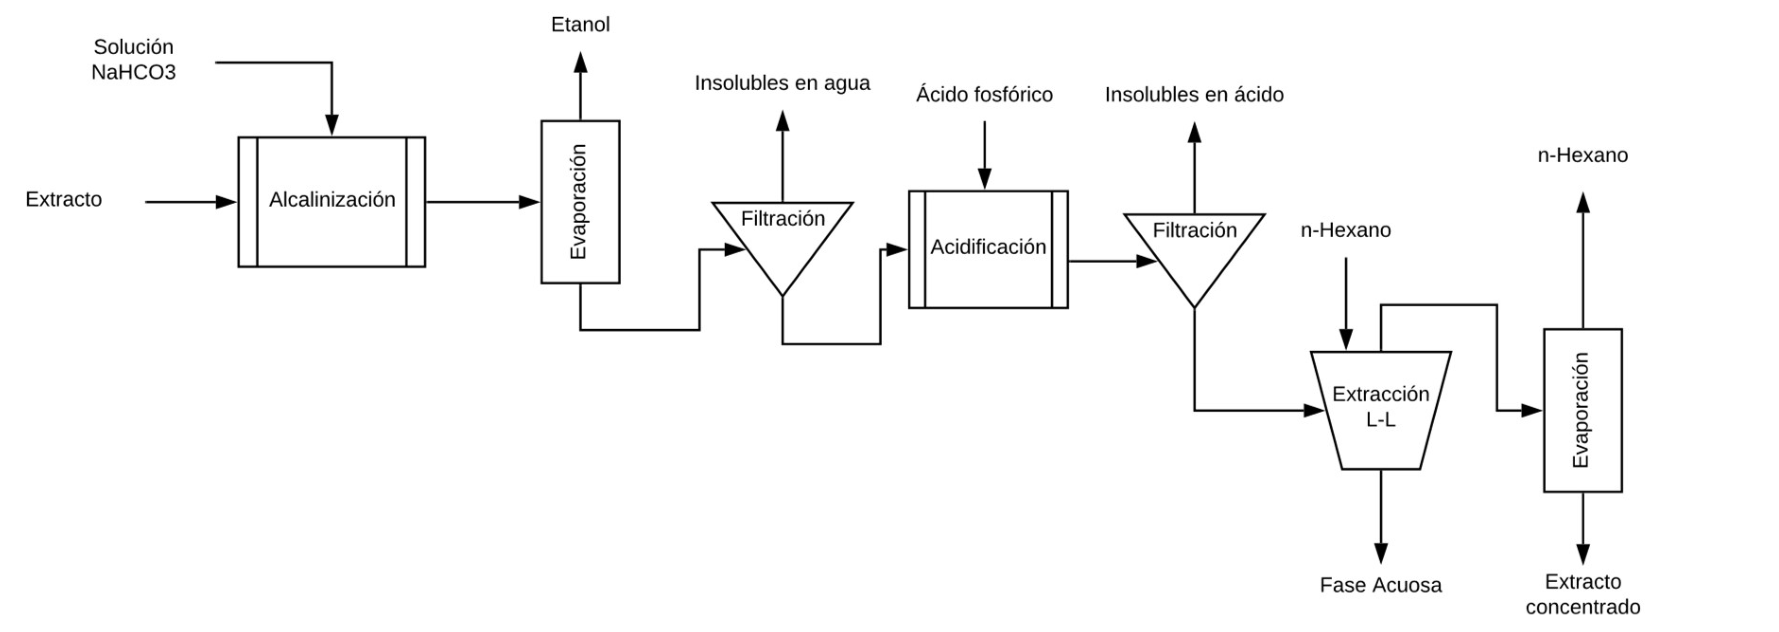 Etanol
Solución
NaHCO3
Insolubles en agua
Ácido fosfórico
Insolubles en ácido
n-Hexano
Extracto
Alcalinización
Evaporación
Filtración
Acidificación
Filtración
n-Hexano
Extracción
L-L
Evaporación
Fase Acuosa
Extracto
concentrado